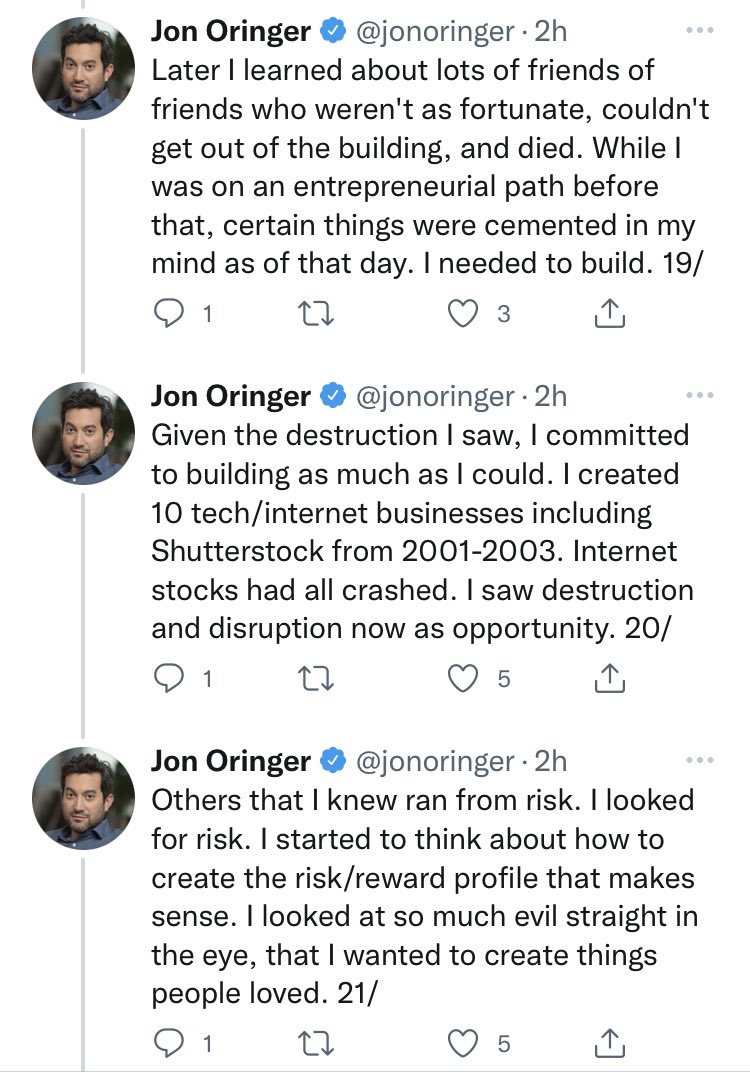 Jon Oringer @jonoringer · 2h
Later I learned about lots of friends of
friends who weren't as fortunate, couldn't
get out of the building, and died. While I
was on an entrepreneurial path before
that, certain things were cemented in my
mind as of that day. I needed to build. 19/
1 3
Jon Oringer @jonoringer · 2h
Given the destruction I saw, I committed
to building as much as I could. I created
10 tech/internet businesses including
Shutterstock from 2001-2003. Internet
stocks had all crashed. I saw destruction
and disruption now as opportunity. 20/
1 5
Jon Oringer @jonoringer · 2h
Others that I knew ran from risk. I looked
for risk. I started to think about how to
create the risk/reward profile that makes
sense. I looked at so much evil straight in
the eye, that I wanted to create things
people loved. 21/
1 5